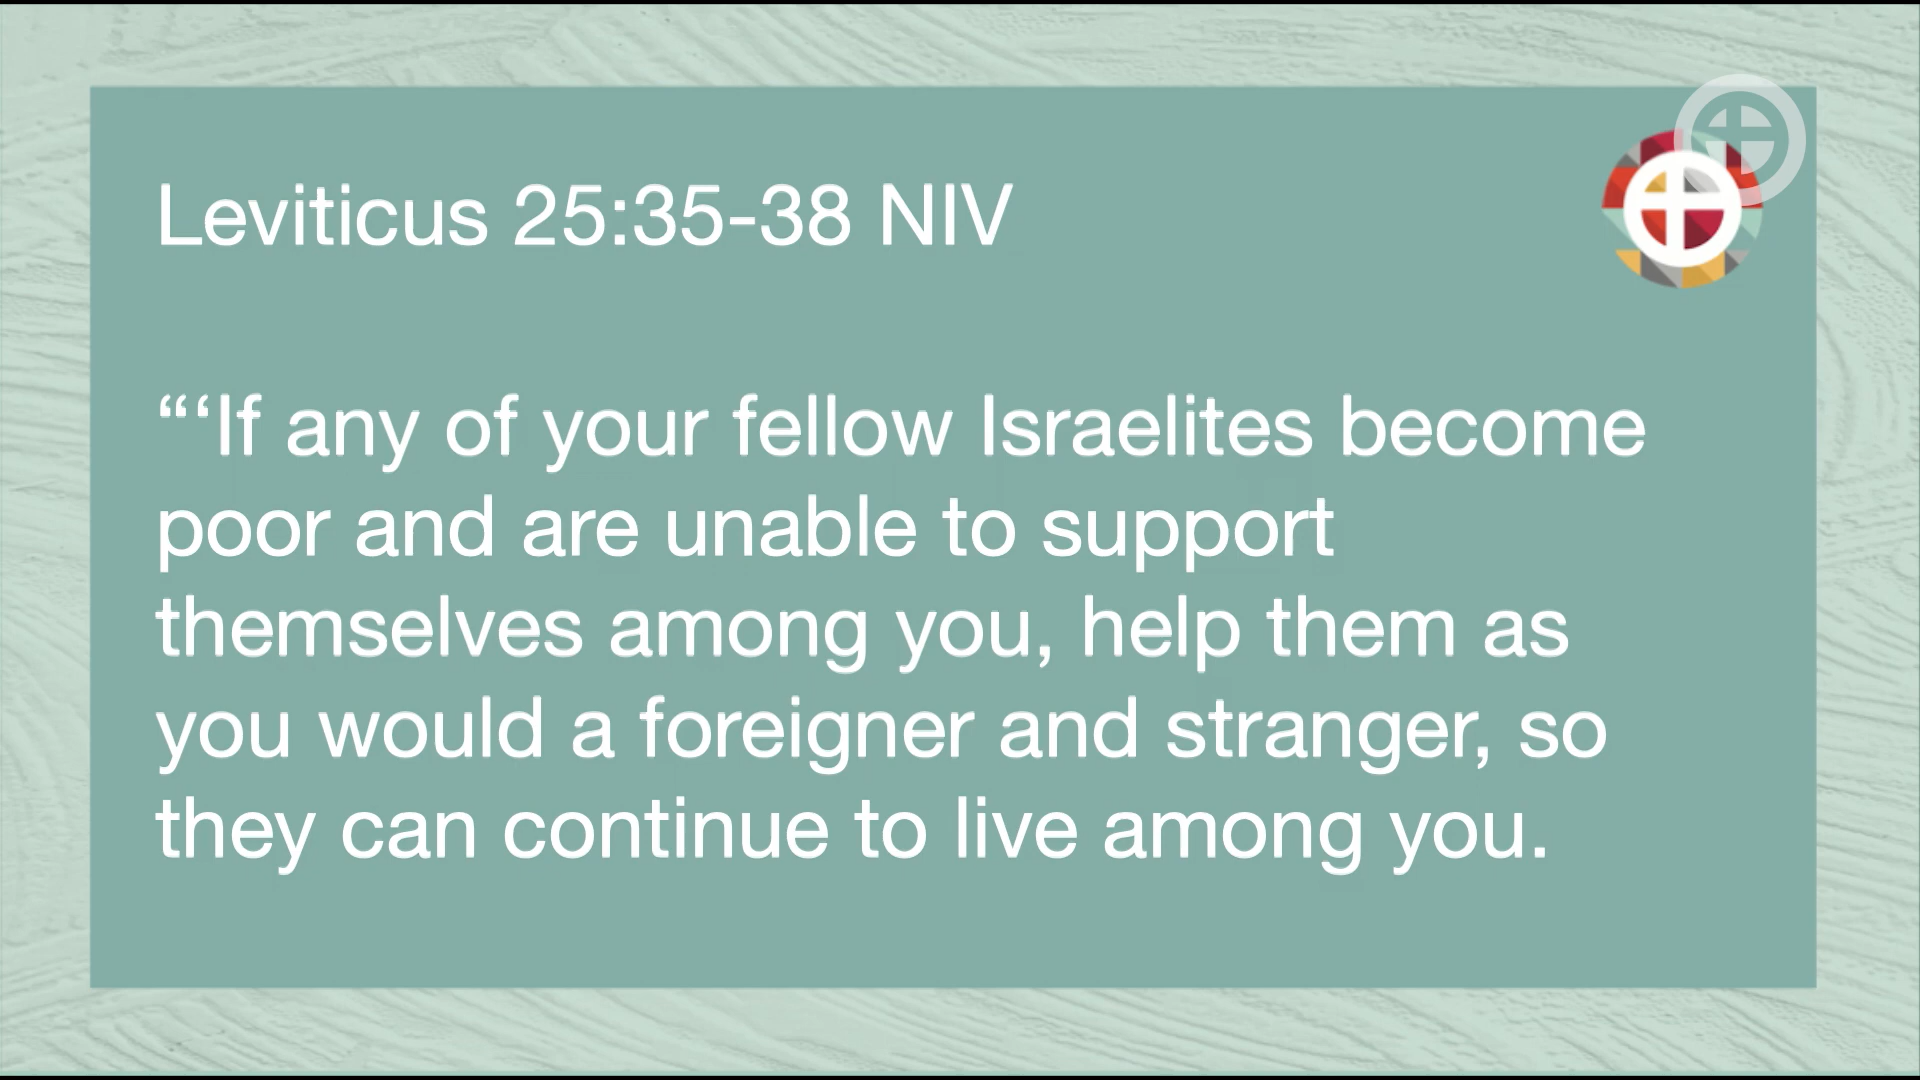 Leviticus 25:35-38 NIV
“‘If any of your fellow Israelites become
poor and are unable to support
themselves among you, help them as
you would a foreigner and stranger, so
they can continue to live among you.